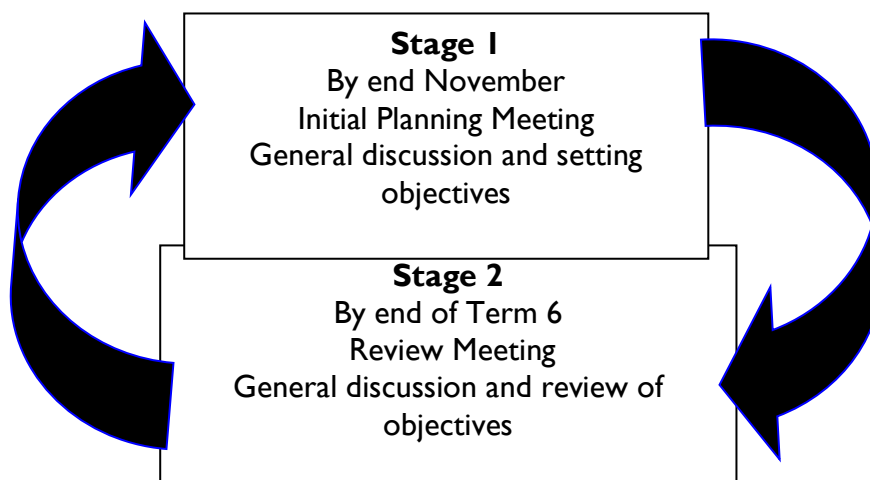 Stage 1
By end November
Initial Planning Meeting
General discussion and setting
objectives
Stage 2
By end of Term 6
Review Meeting
General discussion and review of
objectives